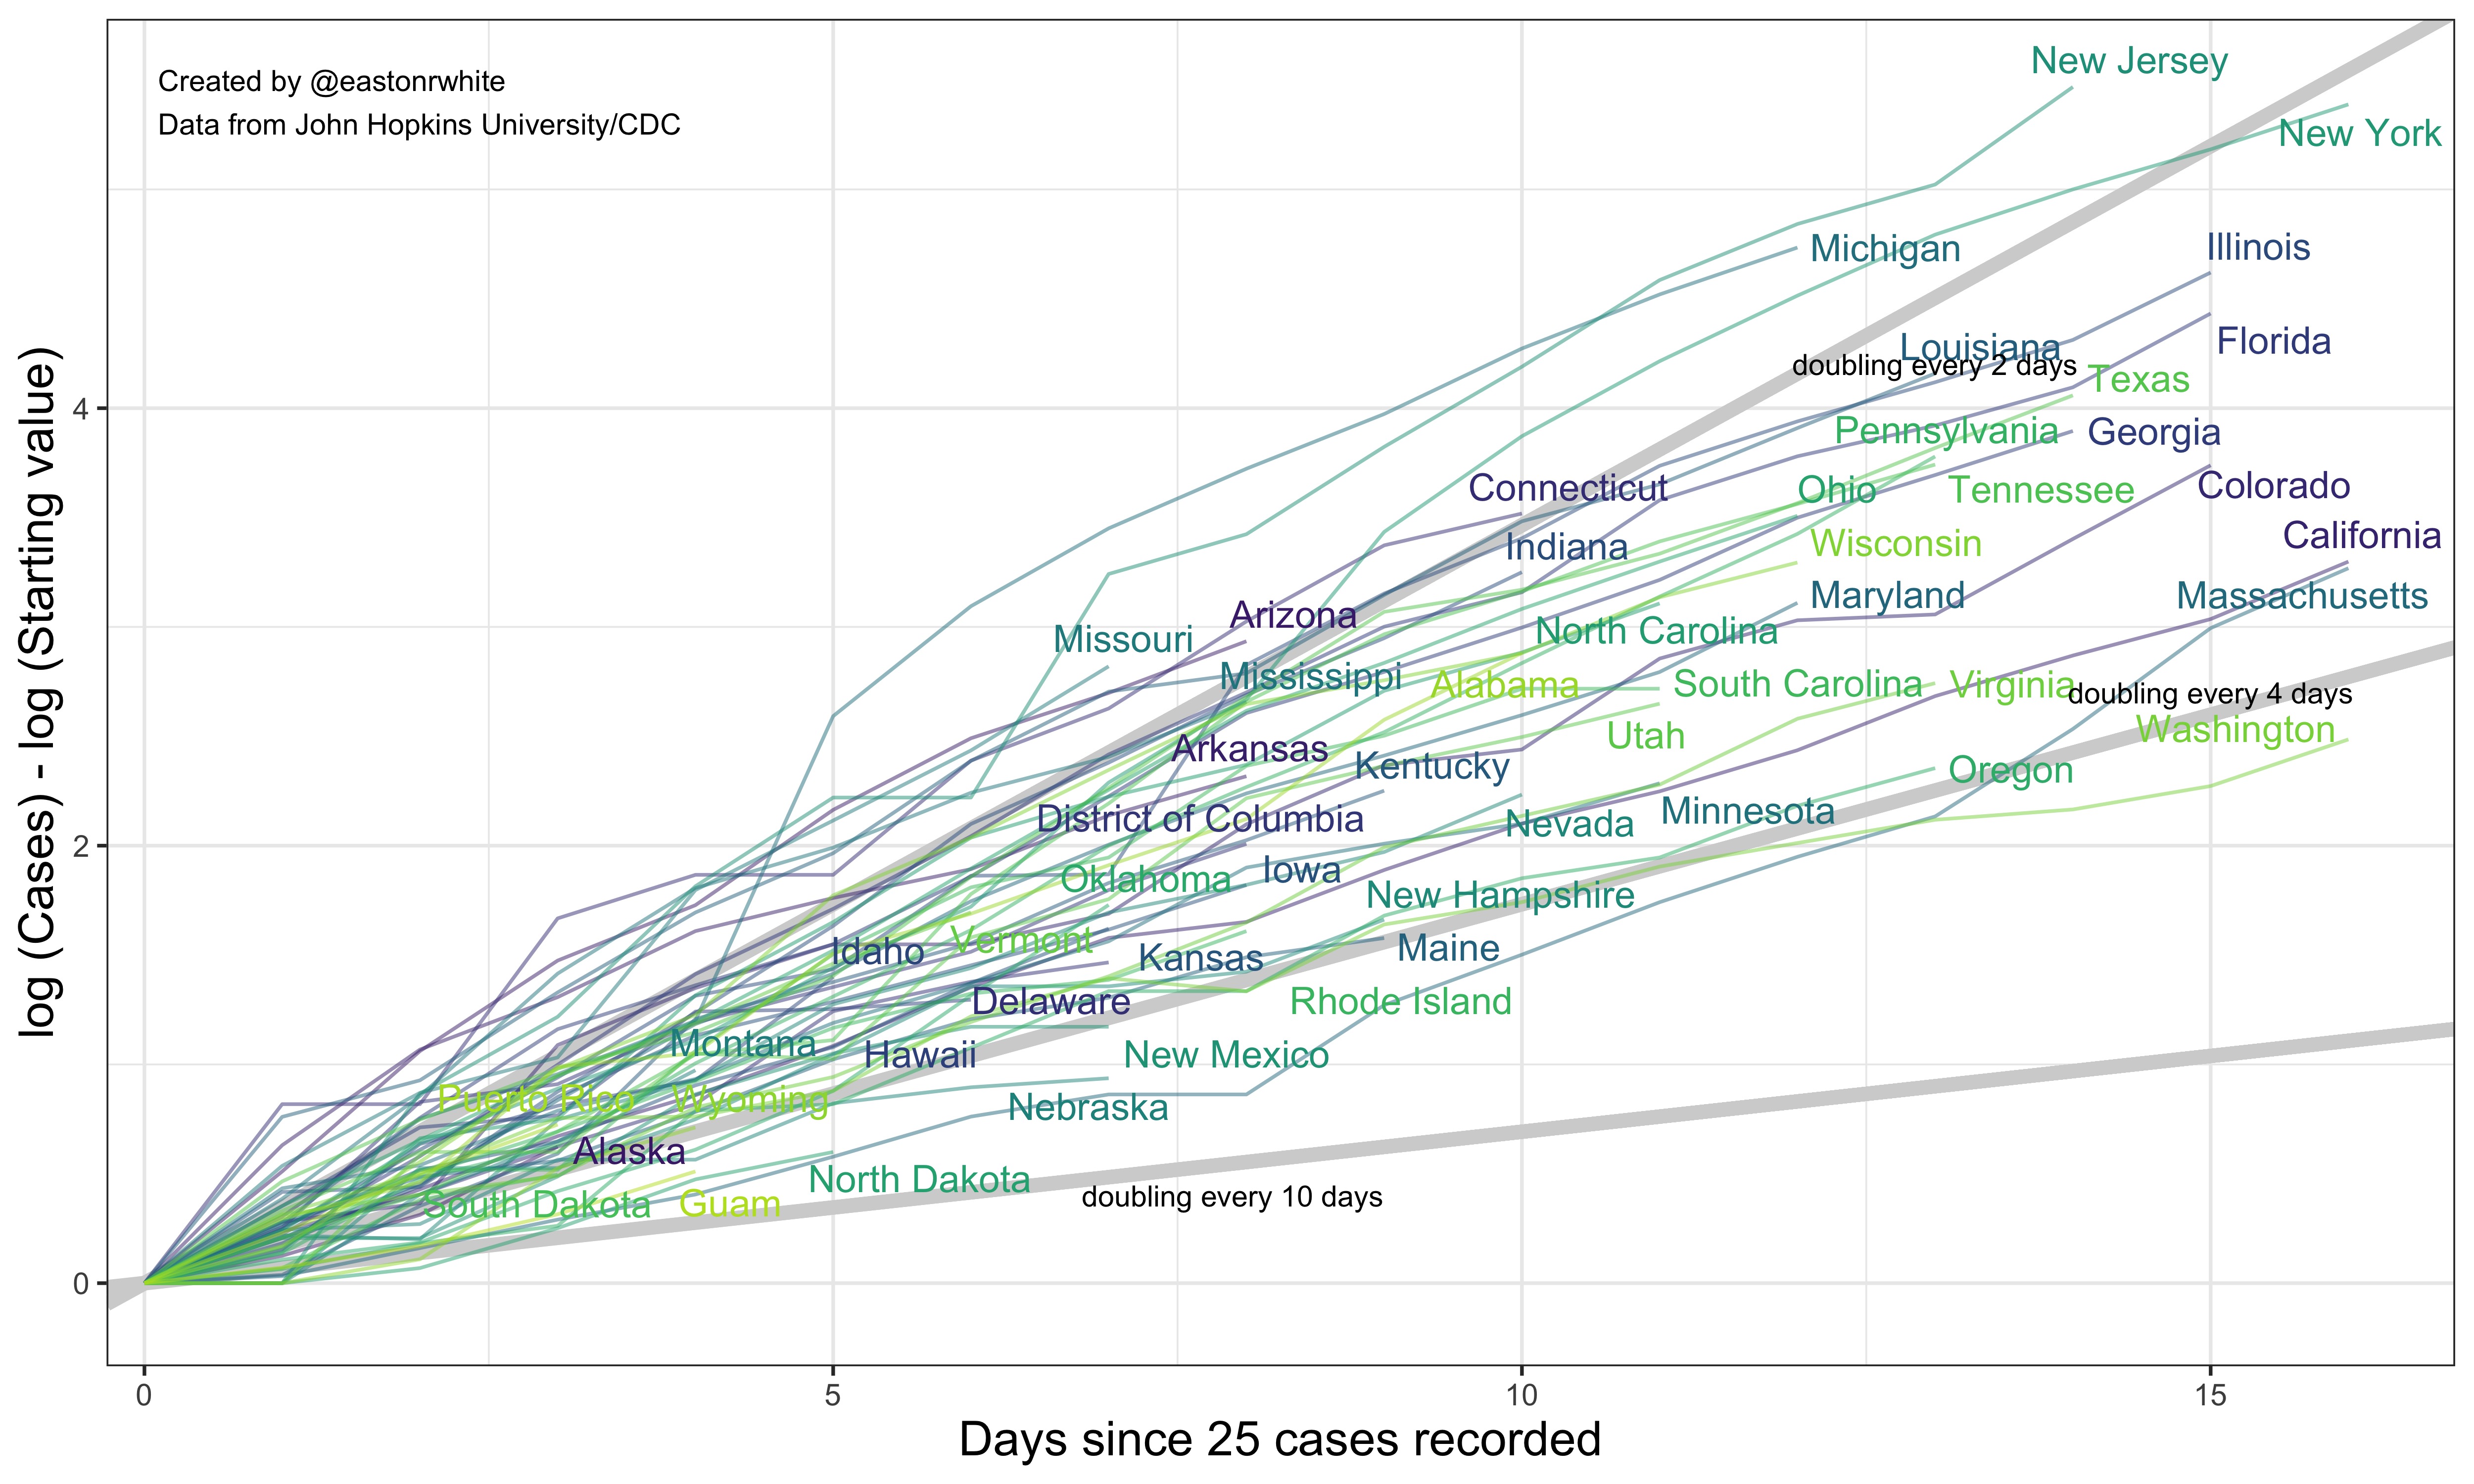 Created by @eastonrwhite
Data from John Hopkins University/CDC
New Jersey
New York
Michigan
Illinois
Louisiana
Florida
doubling every 2 days
Texas
Pennsylvania
Georgia
Connecticut
Ohio
Tennessee
Colorado
Indiana
Wisconsin
California
Arizona
Maryland
Massachusetts
Missouri
North Carolina
Mississippi
Alabama
South Carolina
Virginia
doubling every 4 days
Arkansas
Utah
Washington
Kentucky
Oregon
District of Columbia
Nevada
Minnesota
Oklahoma
Iowa
New Hampshire
Idaho
Vermont
Kansas
Maine
Delaware
Rhode Island
Montana
Hawaii
New Mexico
Puerto Rico
Wyoming
Nebraska
Alaska
North Dakota
South Dakota
Guam
doubling every 10 days
4
2
0
log (Cases) - log (Starting value)
0 5 10 15
Days since 25 cases recorded